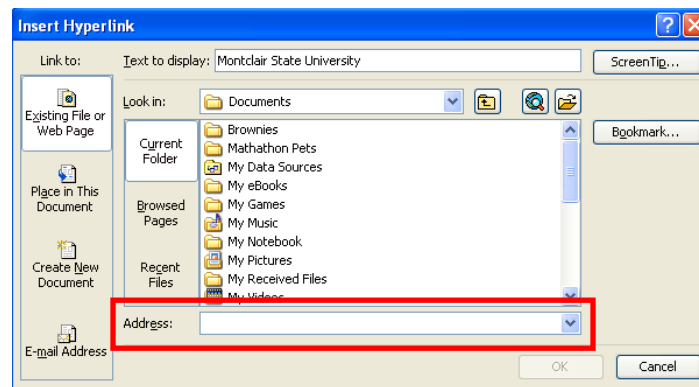 Insert Hyperlink
Link to:
Text to display: Montclair State University
ScreenTip...
Existing File or
Web Page
Look in: Documents
Bookmark...
Current
Folder
Browsed
Pages
Recent
Files
Brownies
Mathathon Pets
My Data Sources
My eBooks
My Games
My Music
My Notebook
My Pictures
My Received Files
My Videos
Place in This
Document
Create New
Document
E-mail Address
Address:
OK
Cancel